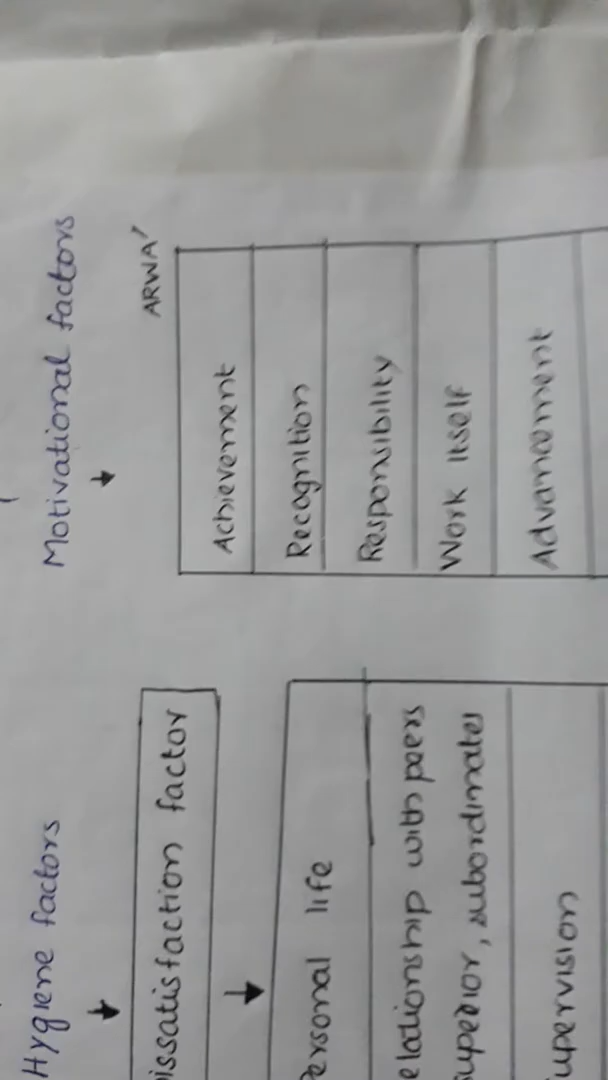 Hygiene factors
issatisfaction factor
ersonal life
elationship with peers
uperior, subordinates
upervision
Motivational factors
ARWA
Achievement
Recognition
Responsibility
Work itself
Advancement